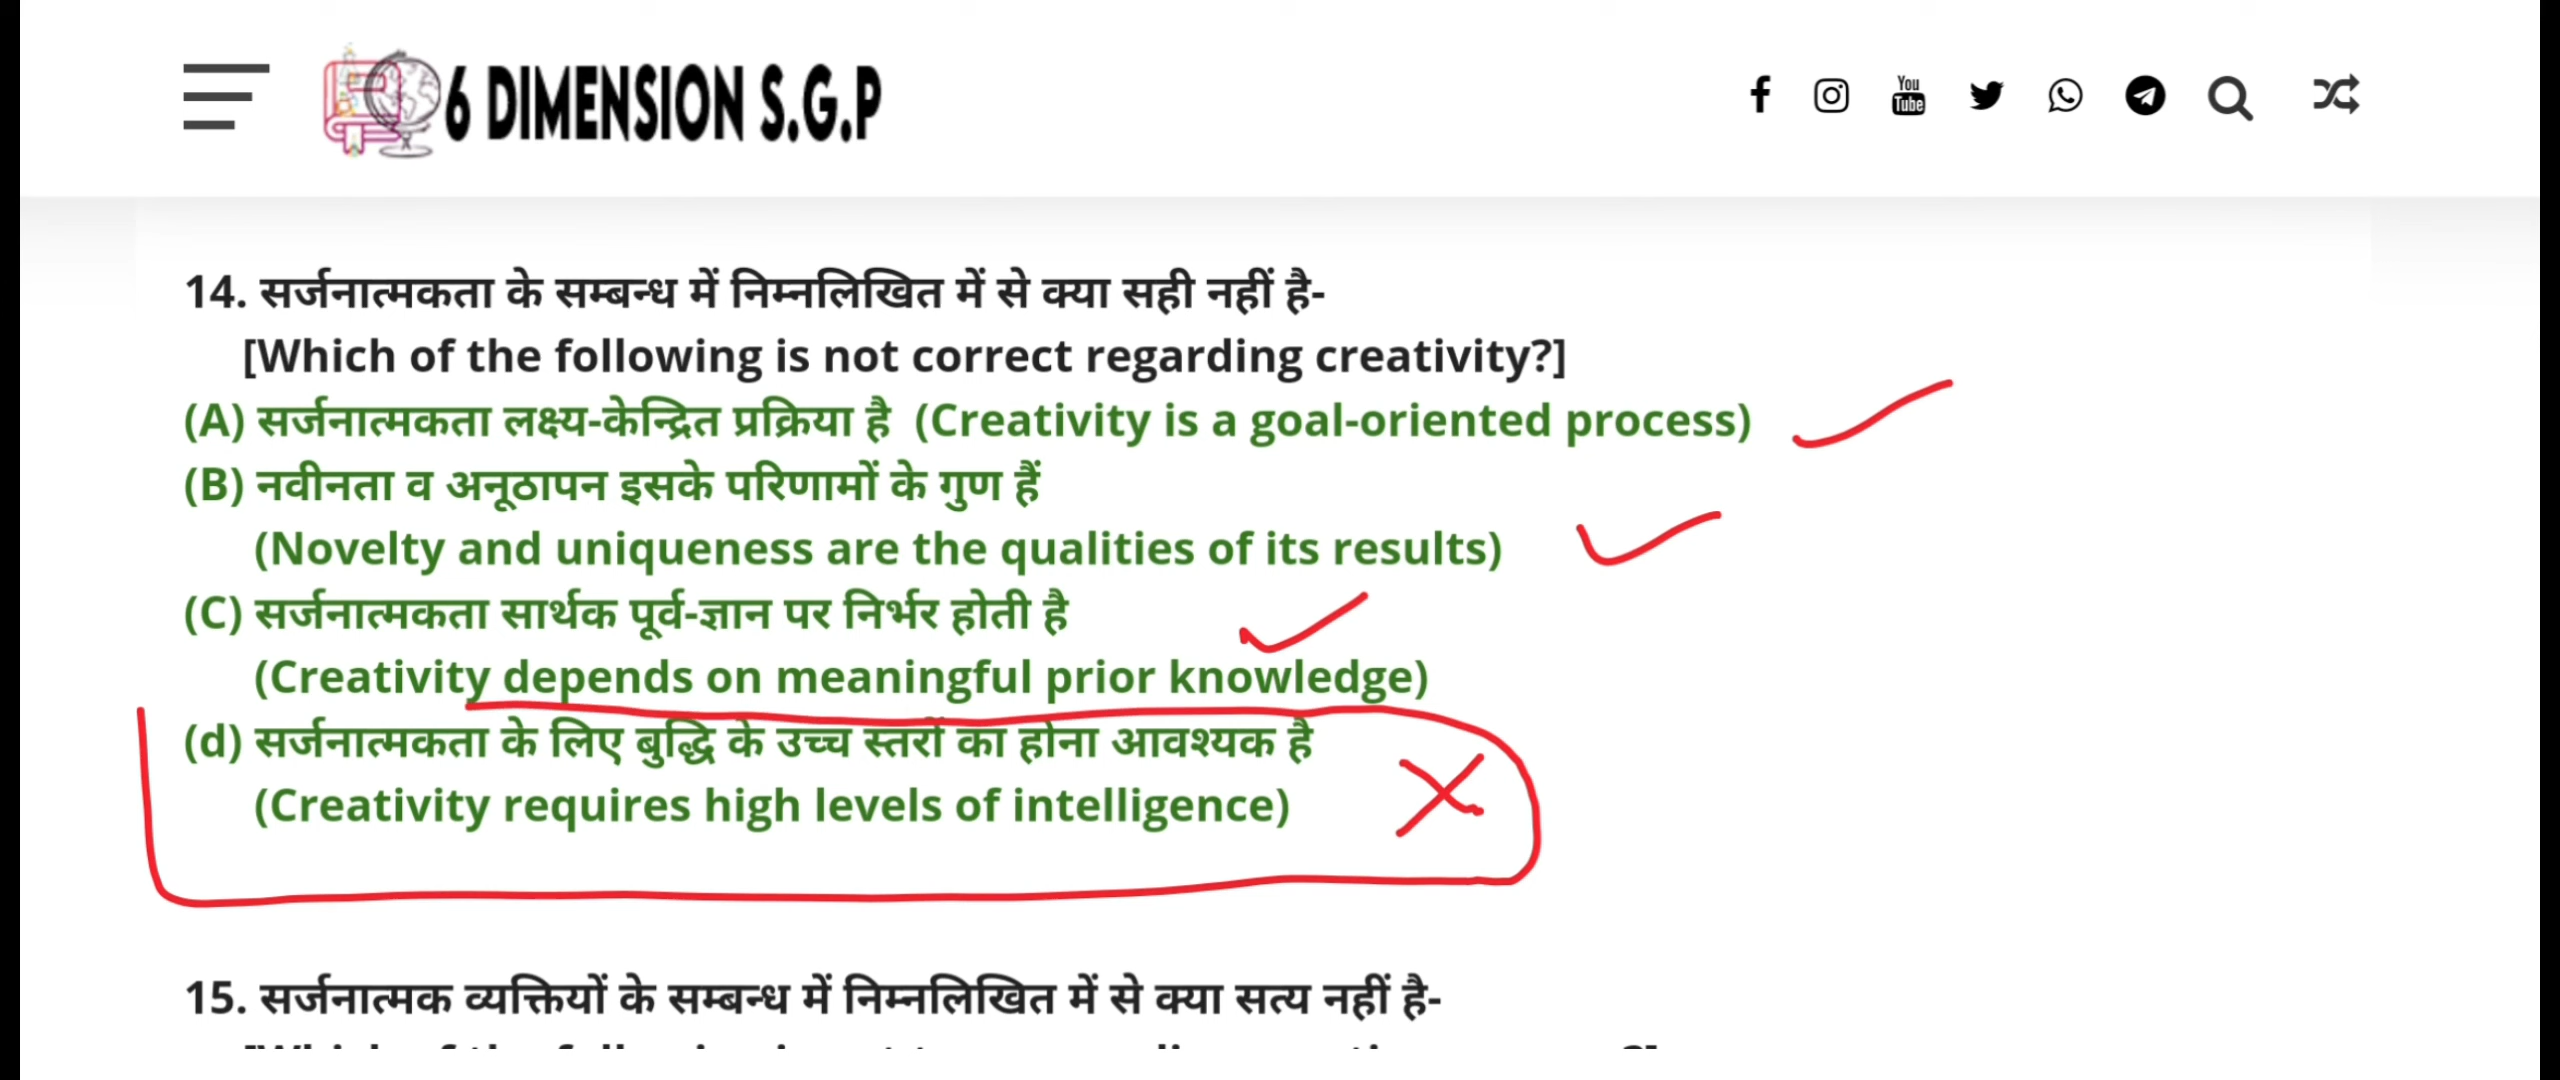 6 DIMENSION S.G.P
You
Tube
14. सर्जनात्मकता के सम्बन्ध में निम्नलिखित में से क्या सही नहीं है-
[Which of the following is not correct regarding creativity?]
(A) सर्जनात्मकता लक्ष्य-केन्द्रित प्रक्रिया है (Creativity is a goal-oriented process)
(B) नवीनता व अनूठापन इसके परिणामों के गुण हैं
(Novelty and uniqueness are the qualities of its results)
(C) सर्जनात्मकता सार्थक पूर्व-ज्ञान पर निर्भर होती है
(Creativity depends on meaningful prior knowledge)
(d) सर्जनात्मकता के लिए बुद्धि के उच्च स्तरों का होना आवश्यक है
(Creativity requires high levels of intelligence)
15. सर्जनात्मक व्यक्तियों के सम्बन्ध में निम्नलिखित में से क्या सत्य नहीं है-